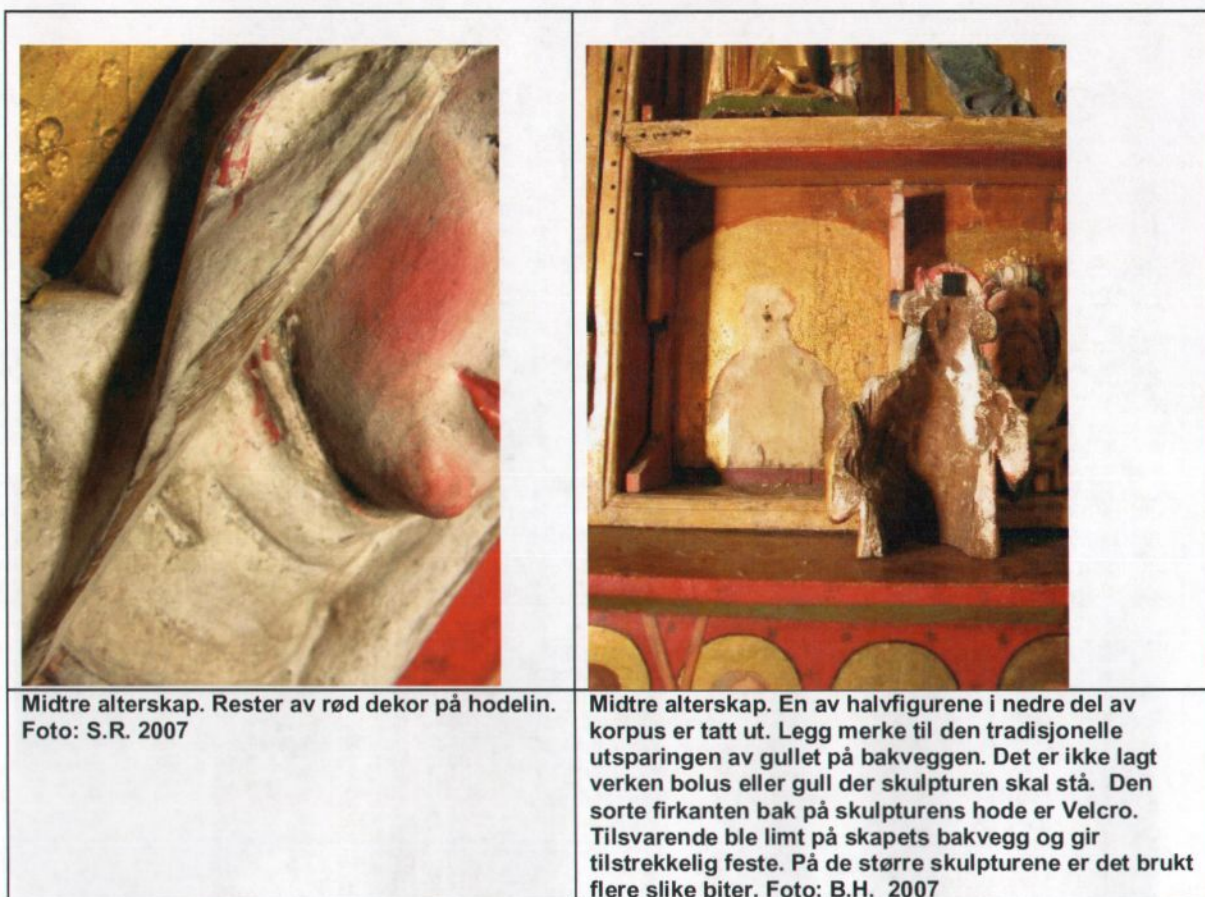 Midtre alterskap. Rester av rød dekor på hodelin.
Foto: S.R. 2007
Midtre alterskap. En av halvfigurene i nedre del av
korpus er tatt ut. Legg merke til den tradisjonelle
utsparingen av gullet på bakveggen. Det er ikke lagt
verken bolus eller gull der skulpturen skal stå. Den
sorte firkanten bak på skulpturens hode er Velcro.
Tilsvarende ble limt på skapets bakvegg og gir
tilstrekkelig feste. På de større skulpturene er det brukt
flere slike biter. Foto: B.H. 2007